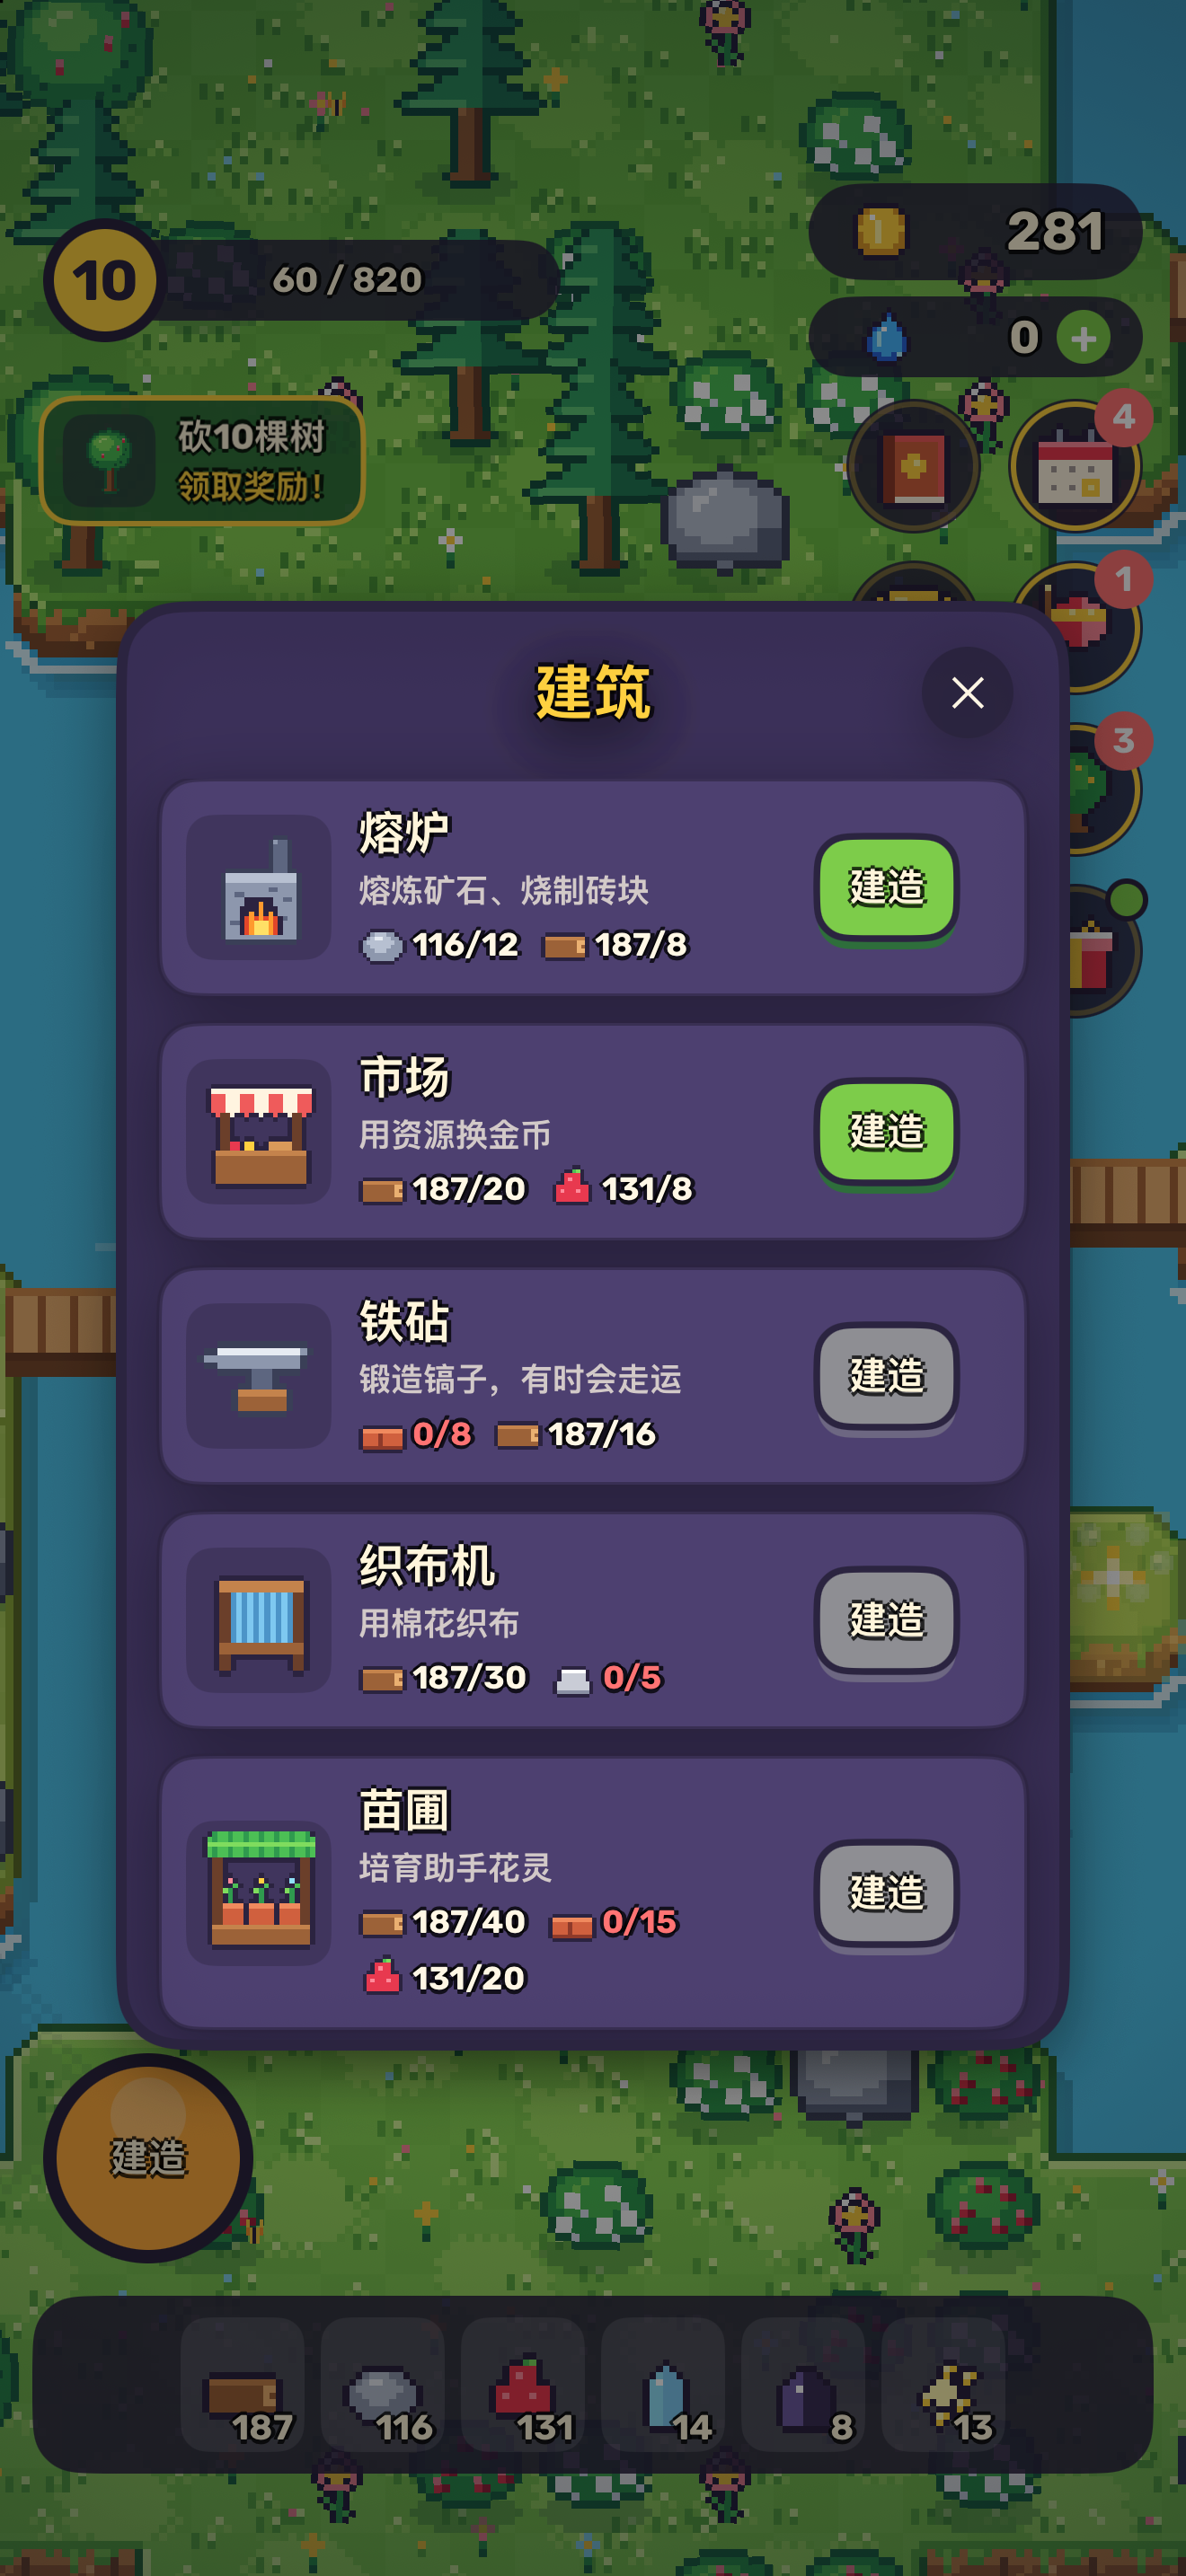 281
10
60 / 820
0
砍10棵树
领取奖励!
4
1
3
建筑
熔炉
熔炼矿石、烧制砖块
116/12 187/8
建造
市场
用资源换金币
187/20 131/8
建造
铁砧
锻造镐子，有时会走运
0/8 187/16
建造
织布机
用棉花织布
187/30 0/5
建造
苗圃
培育助手花灵
187/40 0/15
131/20
建造
建造
187 116 131 14 8 13